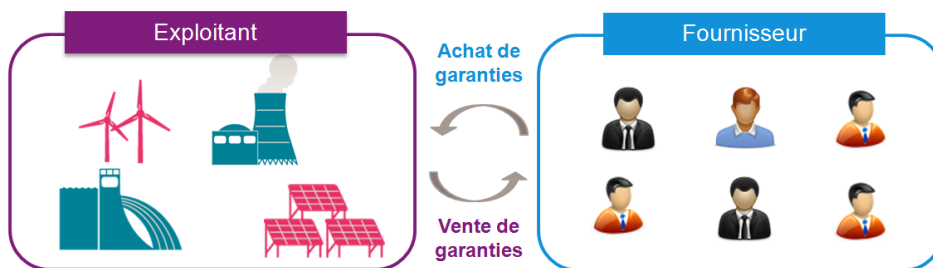 Exploitant
Achat de
garanties
Vente de
garanties
Fournisseur